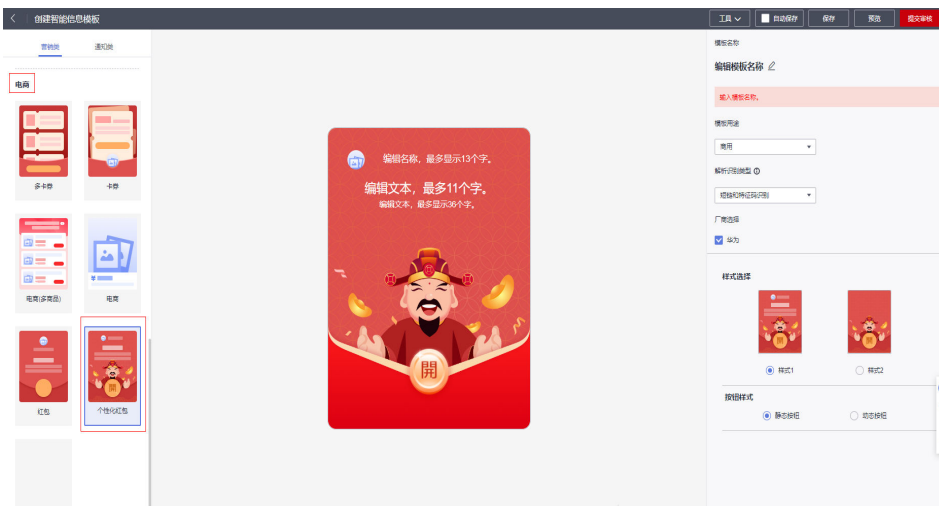 创建智能信息模板
工具
自动保存
保存
预览
提交审核
营销类
通知类
电商
多卡券
卡券
电商(多商品)
电商
红包
个性化红包
編辑名称，最多显示13个字。
编辑文本，最多11个字。
编辑文本，最多显示36个字。
開
模板名称
编辑模板名称
输入模板名称。
模板用途
商用
解析识别类型
短链和特征码识别
厂商选择
华为
样式选择
样式1
样式2
按钮样式
静态按钮
动态按钮